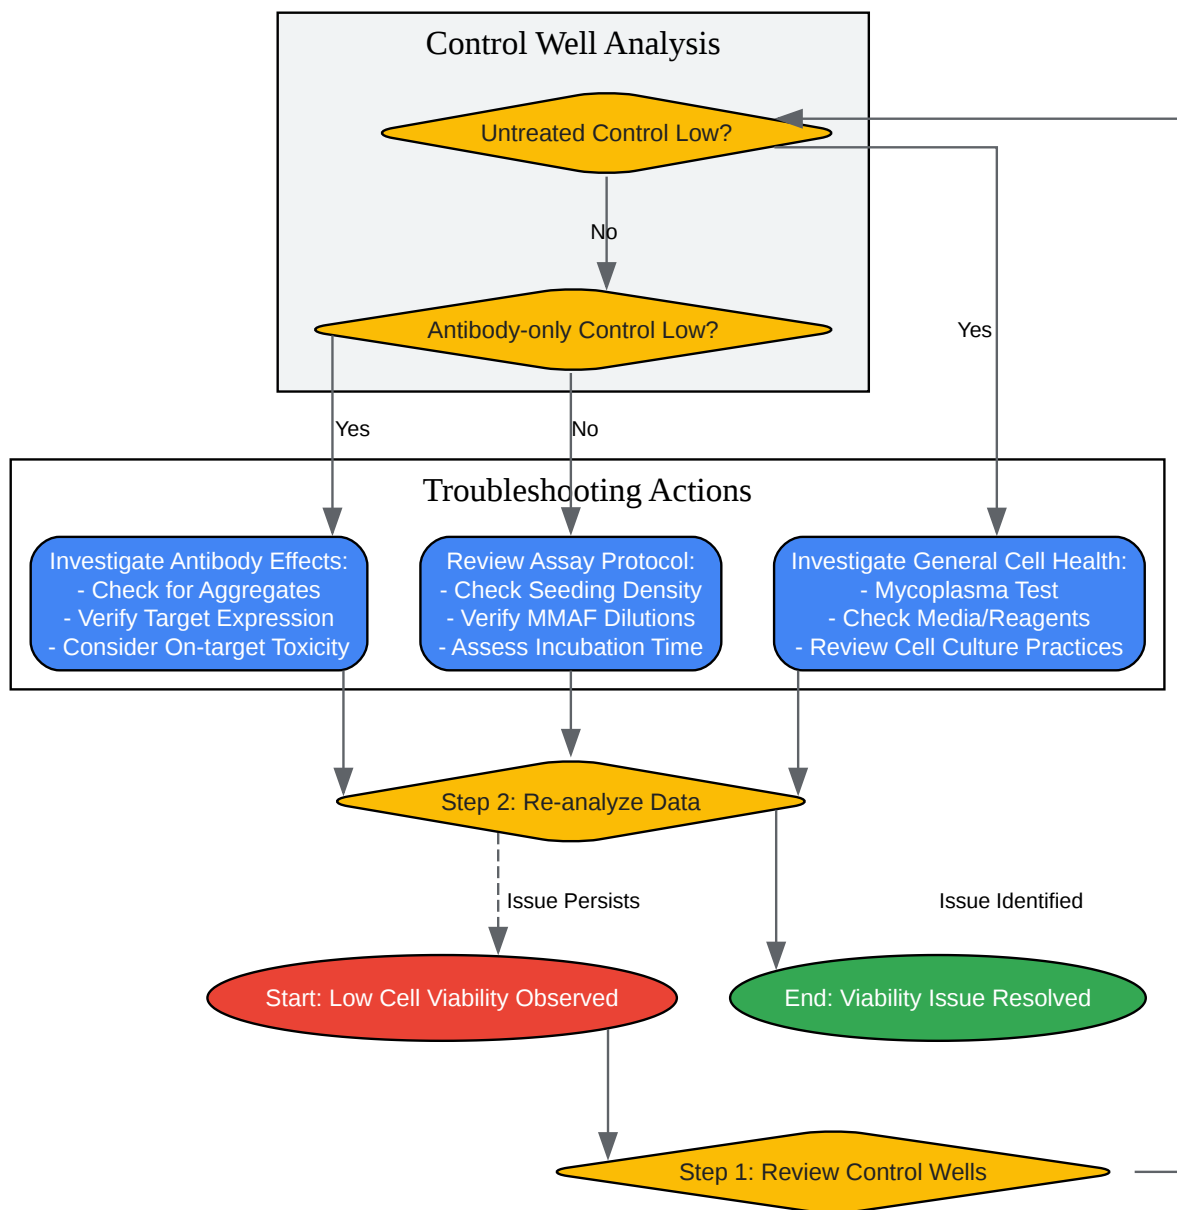 Control Well Analysis
Untreated Control Low?
No
Antibody-only Control Low?
Yes
Yes
No
Troubleshooting Actions
Investigate Antibody Effects:
- Check for Aggregates
- Verify Target Expression
- Consider On-target Toxicity
Review Assay Protocol:
- Check Seeding Density
- Verify MMAF Dilutions
- Assess Incubation Time
Investigate General Cell Health:
- Mycoplasma Test
- Check Media/Reagents
- Review Cell Culture Practices
Step 2: Re-analyze Data
Issue Persists
Issue Identified
Start: Low Cell Viability Observed
End: Viability Issue Resolved
Step 1: Review Control Wells